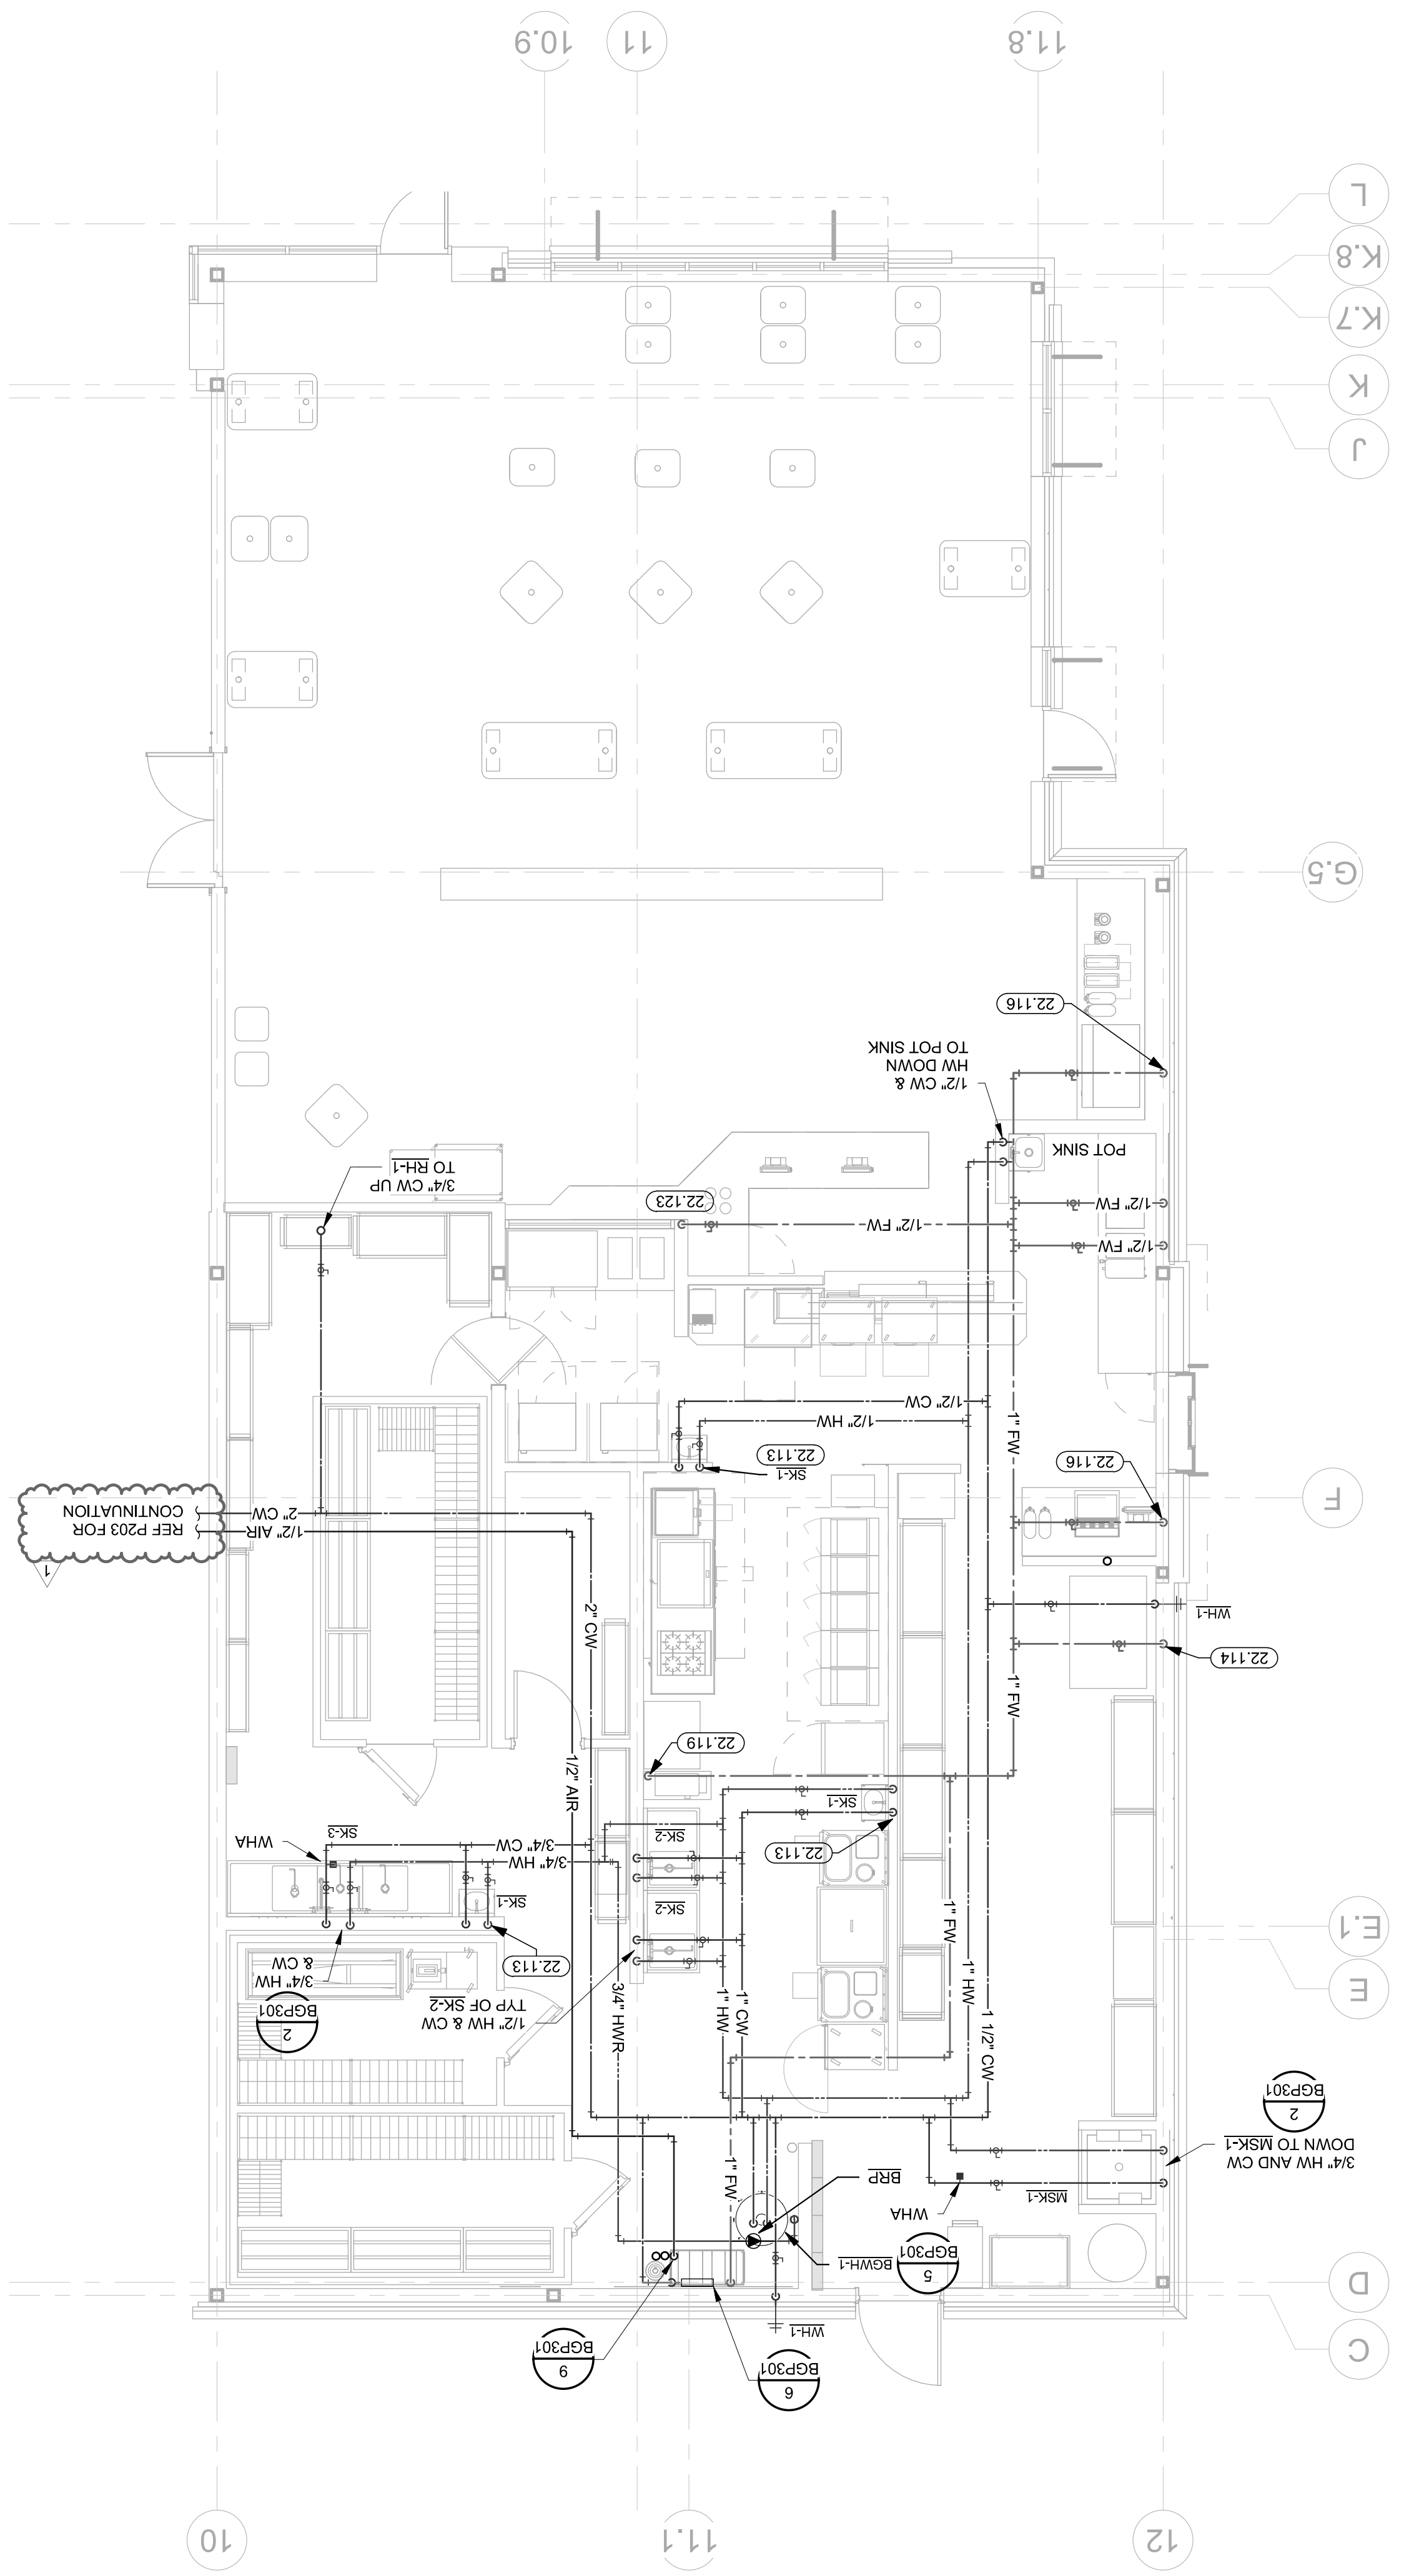 12
11.1
10
6
BGP301
9
BGP301
C
WH-1
D
5
BGP301
BGWH-1
WHA
BRP
1" FW
MSK-1
3/4" HW AND CW
DOWN TO MSK-1
2
BGP301
1 1/2" CW
1" HW
1" FW
1" CW
1" HW
3/4" HWR
1/2" HW & CW
TYP OF SK-2
2
BGP301
3/4" HW
& CW
E
E.1
22.113
SK-2
SK-1
3/4" HW
3/4" CW
WHA
SK-3
22.113
SK-2
SK-1
22.119
1/2" AIR
1" FW
22.114
2" CW
WH-1
1
1/2" AIR
2" CW
REF P203 FOR
CONTINUATION
F
22.116
SK-1
22.113
1" FW
1/2" HW
1/2" CW
1/2" FW
1/2" FW
1/2" FW
22.123
3/4" CW UP
TO RH-1
POT SINK
1/2" CW &
HW DOWN
TO POT SINK
22.116
G.5
J
K
K.7
K.8
L
11.8
11
10.9